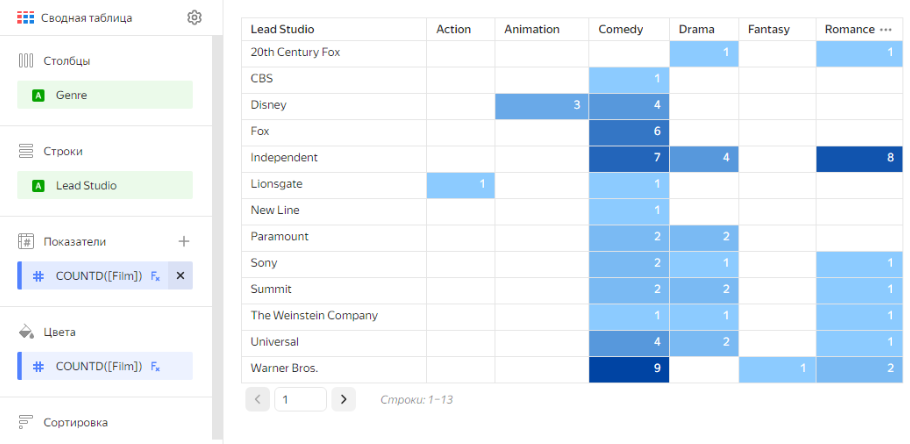 Сводная таблица
Столбцы
A Genre
Строки
A Lead Studio
Показатели
# COUNTD([Film]) Fx ×
Цвета
# COUNTD([Film]) Fx
Сортировка
Lead Studio Action Animation Comedy Drama Fantasy Romance ···
20th Century Fox 1 1
CBS 1
Disney 3 4
Fox 6
Independent 7 4 8
Lionsgate 1 1
New Line 1
Paramount 2 2
Sony 2 1 1
Summit 2 2 1
The Weinstein Company 1 1 1
Universal 4 2 1
Warner Bros. 9 1 2
1 Строки: 1–13